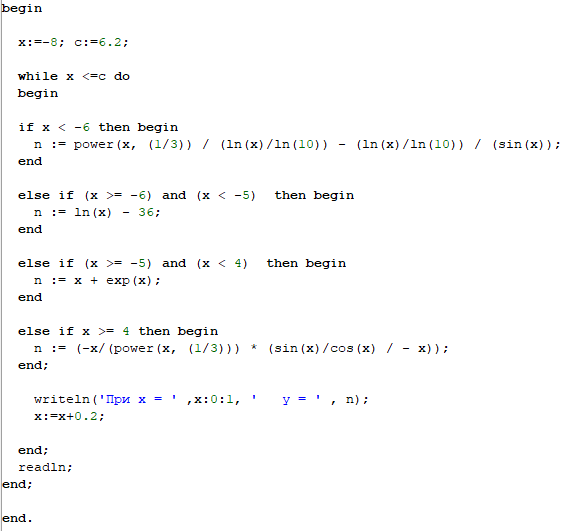 begin
x:=-8; c:=6.2;
while x <=c do
begin
if x < -6 then begin
n := power(x, (1/3)) / (ln(x)/ln(10)) - (ln(x)/ln(10)) / (sin(x));
end
else if (x >= -6) and (x < -5)  then begin
n := ln(x) - 36;
end
else if (x >= -5) and (x < 4)  then begin
n := x + exp(x);
end
else if x >= 4 then begin
n := (-x/(power(x, (1/3))) * (sin(x)/cos(x) / - x));
end;
writeln('При x = ' ,x:0:1, '   y = ' , n);
x:=x+0.2;
end;
readln;
end;
end.